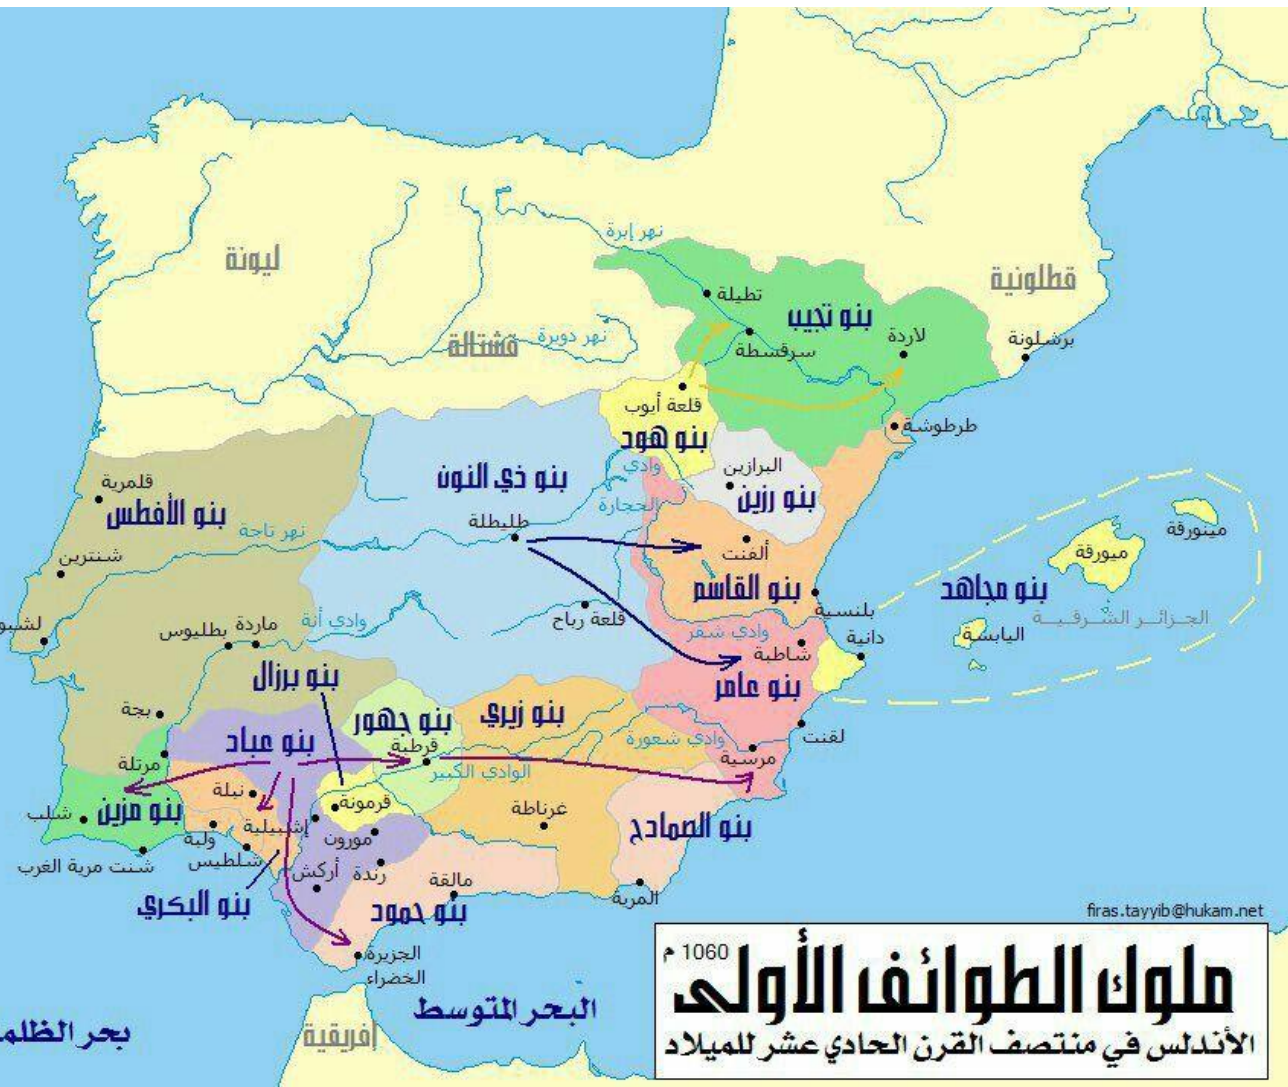 نهر إبرة
ليونة
قطلونية
تطيلة
بنو تجيب
قشتالة
نهر دويرة
سرقسطة
لاردة
برشلونة
قلعة أيوب
طرطوشة
بنو هود
وادي
الحجارة
البرازين
بنو رزين
بنو ذي النون
قلمرية
بنو الأفطس
نهر تاجة
طليطلة
ألفنت
بنو القاسم
مينورقة
ميورقة
بنو مجاهد
الجزائر الشرقية
اليابسة
شنترين
لشبو
ماردة
بطليوس
وادي أنة
قلعة رباح
وادي شقر
بلنسية
شاطبة
دانية
بنو عامر
بنو برزال
بجة
بنو عباد
بنو جهور
قرطبة
بنو زيري
وادي شعورة
لقنت
مرسية
الوادي الكبير
مرتلة
بنو مزين
شلب
نبلة
قرمونة
غرناطة
بنو الصمادح
ولبة
إشبيلية
مورون
شنت مرية الغرب
شلطيس
أركش
رندة
مالقة
المرية
بنو البكري
بنو حمود
الجزيرة
الخضراء
firas.tayyib@hukam.net
1060 م
ملوك الطوائف الأولى
الأندلس في منتصف القرن الحادي عشر للميلاد
البحر المتوسط
بحر الظلم
إفريقية